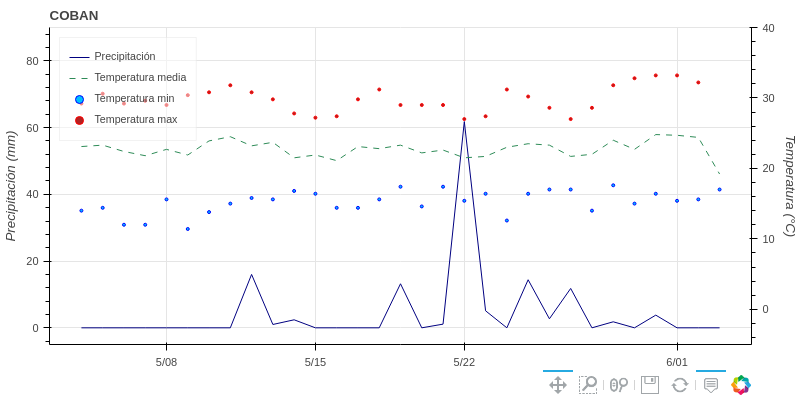 COBAN
Precipitación
Temperatura media
Temperatura min
Temperatura max
Precipitación (mm)
80
60
40
20
0
Temperatura (°C)
40
30
20
10
0
5/08
5/15
5/22
6/01